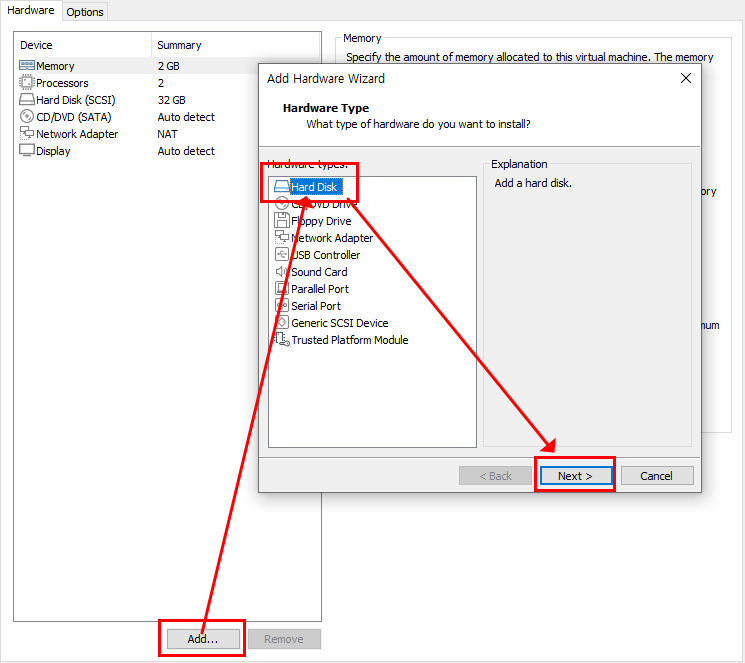 Hardware Options
Device Summary
Memory 2 GB
Processors 2
Hard Disk (SCSI) 32 GB
CD/DVD (SATA) Auto detect
Network Adapter NAT
Display Auto detect
Memory
Specify the amount of memory allocated to this virtual machine. The memory
Add Hardware Wizard
Hardware Type
What type of hardware do you want to install?
Hardware types:
Hard Disk
CD/DVD Drive
Floppy Drive
Network Adapter
USB Controller
Sound Card
Parallel Port
Serial Port
Generic SCSI Device
Trusted Platform Module
Explanation
Add a hard disk.
< Back Next > Cancel
Add... Remove